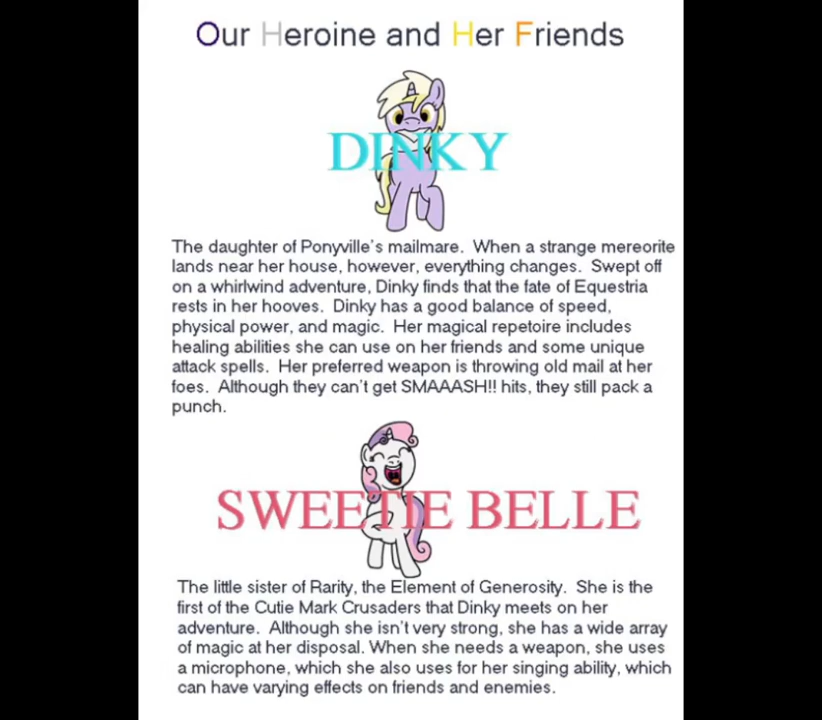 Our Heroine and Her Friends
DINKY
The daughter of Ponyville's mailmare. When a strange mereorite
lands near her house, however, everything changes. Swept off
on a whirlwind adventure, Dinky finds that the fate of Equestria
rests in her hooves. Dinky has a good balance of speed,
physical power, and magic. Her magical repetoire includes
healing abilities she can use on her friends and some unique
attack spells. Her preferred weapon is throwing old mail at her
foes. Although they can't get SMAAASH!! hits, they still pack a
punch.
SWEETIE BELLE
The little sister of Rarity, the Element of Generosity. She is the
first of the Cutie Mark Crusaders that Dinky meets on her
adventure. Although she isn't very strong, she has a wide array
of magic at her disposal. When she needs a weapon, she uses
a microphone, which she also uses for her singing ability, which
can have varying effects on friends and enemies.